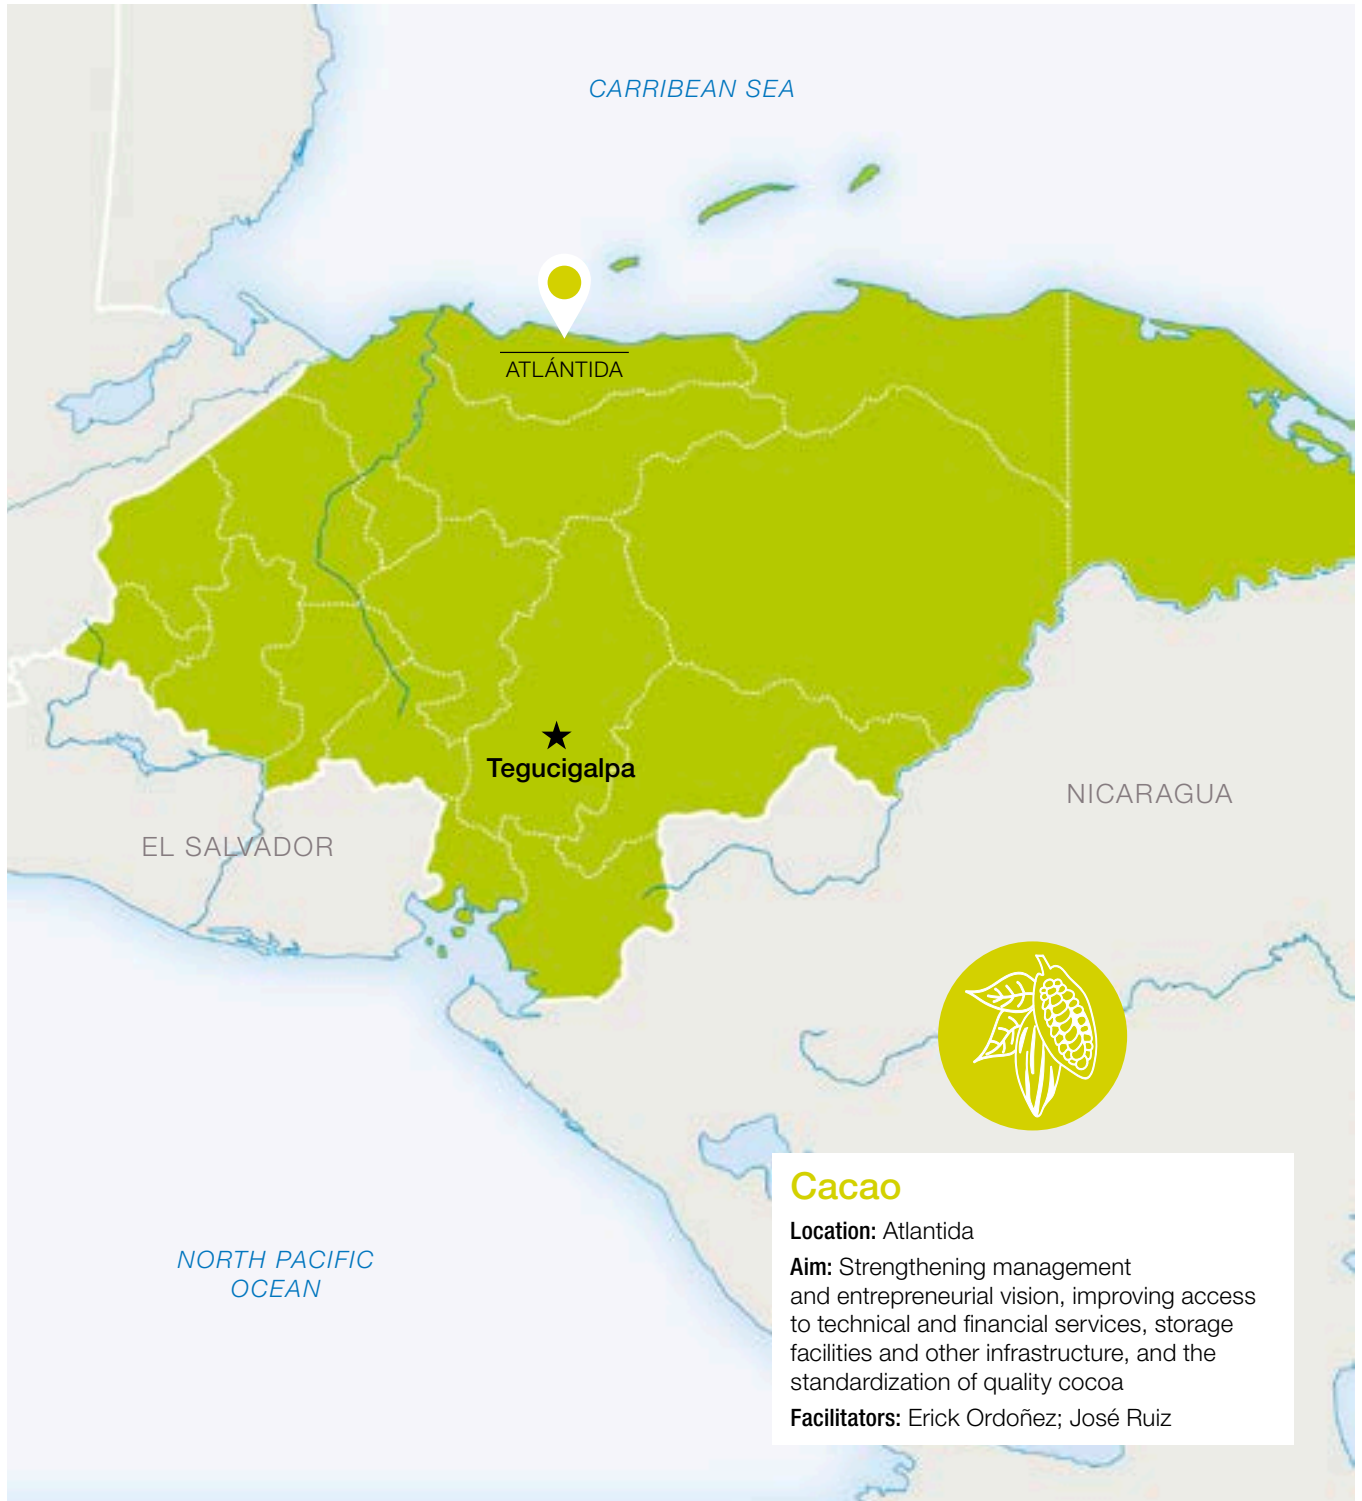 CARRIBEAN SEA
ATLÁNTIDA
Tegucigalpa
NICARAGUA
EL SALVADOR
NORTH PACIFIC
OCEAN
Cacao
Location: Atlantida
Aim: Strengthening management
and entrepreneurial vision, improving access
to technical and financial services, storage
facilities and other infrastructure, and the
standardization of quality cocoa
Facilitators: Erick Ordoñez; José Ruiz